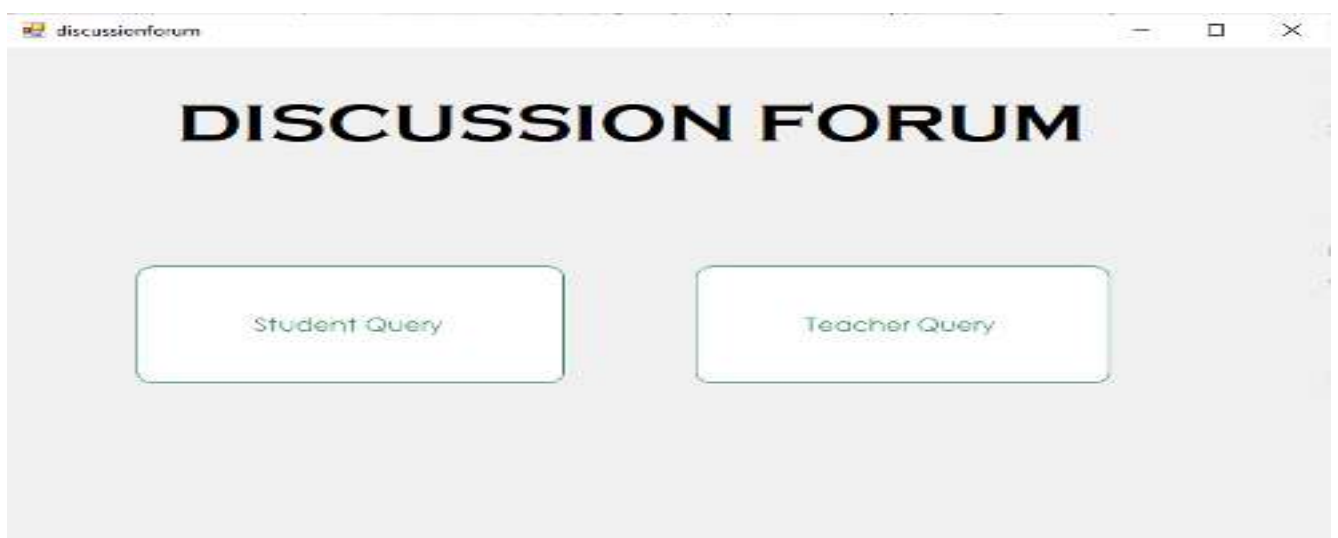 discussionforum
DISCUSSION FORUM
Student Query
Teacher Query